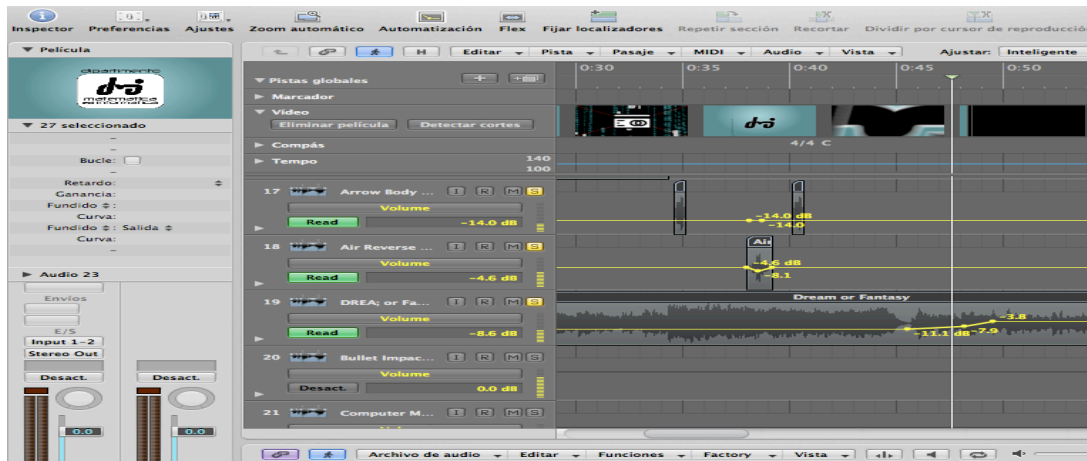 Inspector Preferencias Ajustes Zoom automático Automatización Flex Fijar localizadores Repetir sección Recortar Dividir por cursor de reproducció
Película
H Editar Pista Pasaje MIDI Audio Vista Ajustar: Inteligente
dipartimento
matematica
informatica
27 seleccionado
Bucle:
Retardo:
Ganancia:
Fundido :
Curva:
Fundido : Salida
Curva:
Audio 23
Envíos
E/S
Input 1-2
Stereo Out
Desact. Desact.
0.0 0.0
0:30 0:35 0:40 0:45 0:50
Pistas globales
Marcador
Vídeo
Eliminar película Detectar cortes
Compás 4/4 C
Tempo 140
100
17 Arrow Body ... I R M S
Volume
Read -14.0 dB
-14.0 dB
-14.0
18 Air Reverse ... I R M S
Volume
Read -4.6 dB
Air
-4.6 dB
-8.1
19 DREA; or Fa... I R M S
Volume
Read -8.6 dB
Dream or Fantasy
-11.1 dB -7.9 -3.8
20 Bullet Impac... I R M S
Volume
Desact. 0.0 dB
21 Computer M... I R M S
Archivo de audio Editar Funciones Factory Vista